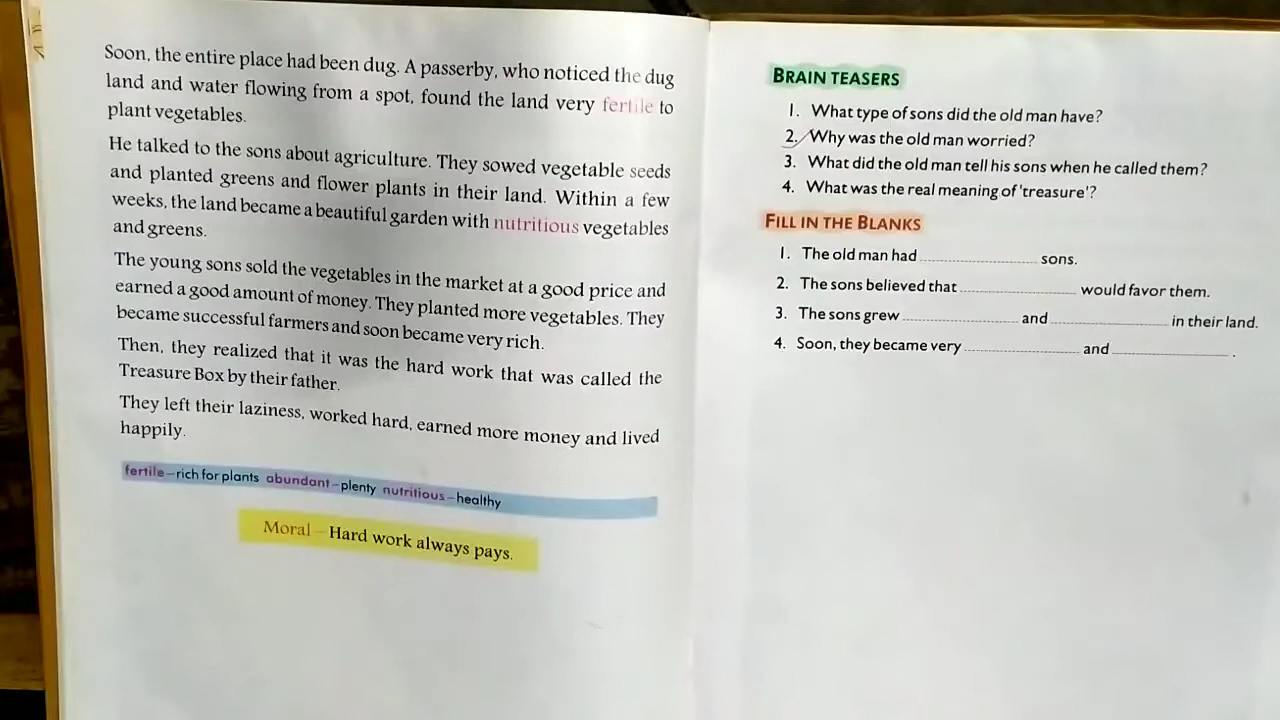 Soon, the entire place had been dug. A passerby, who noticed the dug
land and water flowing from a spot, found the land very fertile to
plant vegetables.
He talked to the sons about agriculture. They sowed vegetable seeds
and planted greens and flower plants in their land. Within a few
weeks, the land became a beautiful garden with nutritious vegetables
and greens.
The young sons sold the vegetables in the market at a good price and
earned a good amount of money. They planted more vegetables. They
became successful farmers and soon became very rich.
Then, they realized that it was the hard work that was called the
Treasure Box by their father.
They left their laziness, worked hard, earned more money and lived
happily.
fertile – rich for plants abundant – plenty nutritious – healthy
Moral – Hard work always pays.
BRAIN TEASERS
1. What type of sons did the old man have?
2. Why was the old man worried?
3. What did the old man tell his sons when he called them?
4. What was the real meaning of 'treasure'?
FILL IN THE BLANKS
1. The old man had .................... sons.
2. The sons believed that .................... would favor them.
3. The sons grew .................... and .................... in their land.
4. Soon, they became very .................... and .................... .